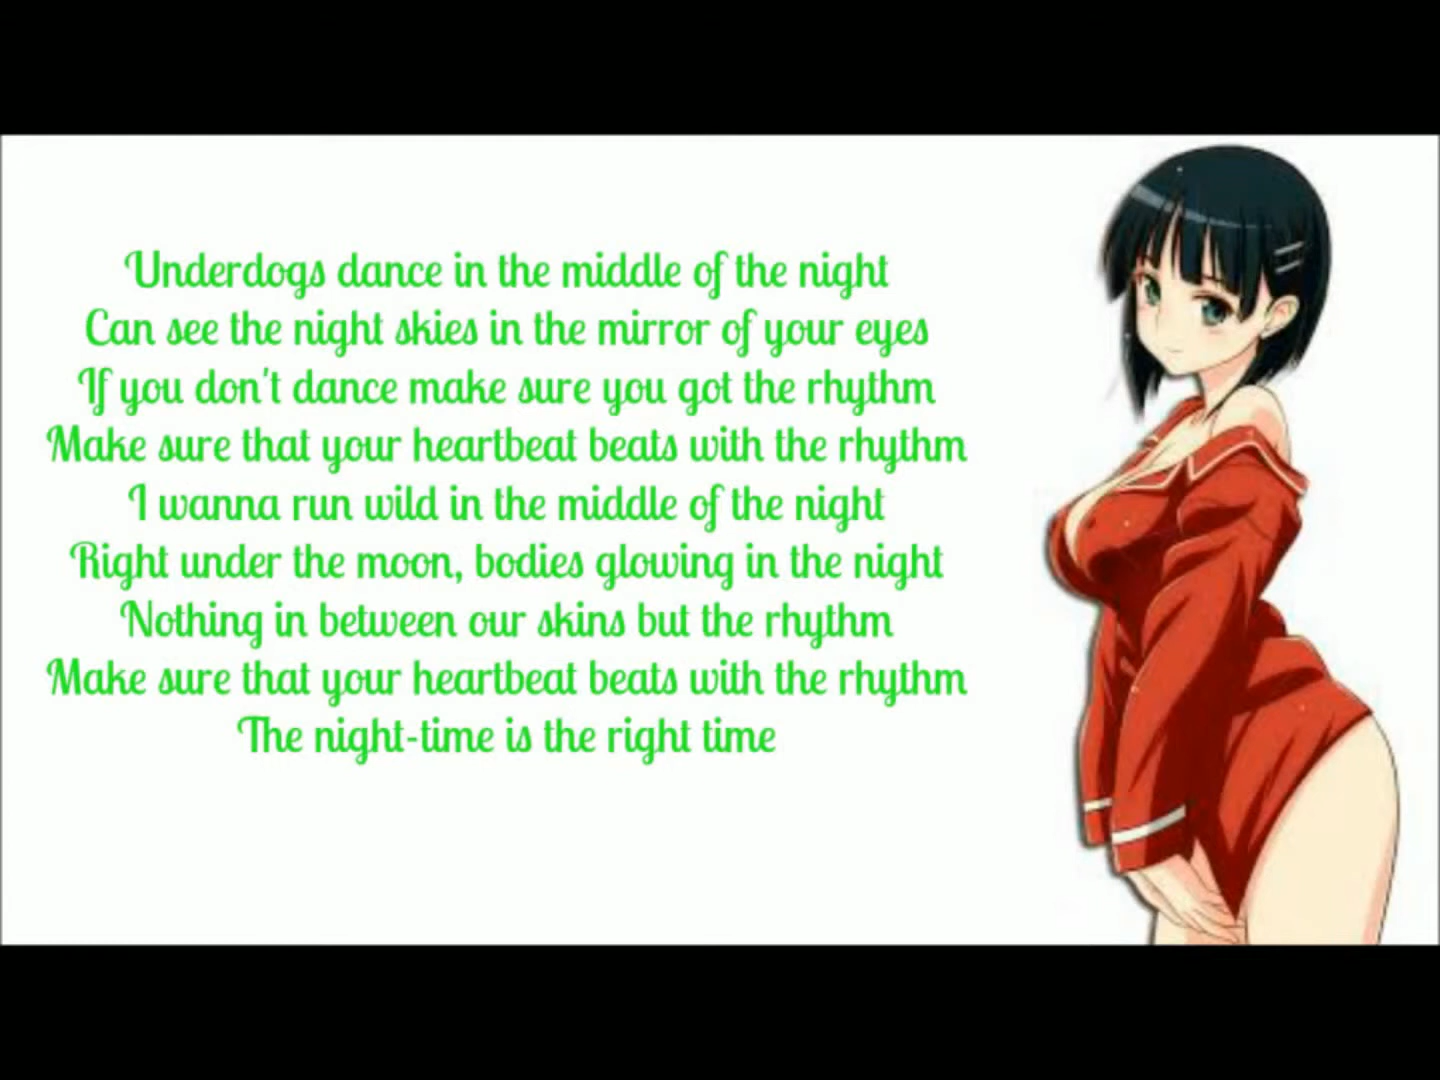 Underdogs dance in the middle of the night
Can see the night skies in the mirror of your eyes
If you don't dance make sure you got the rhythm
Make sure that your heartbeat beats with the rhythm
I wanna run wild in the middle of the night
Right under the moon, bodies glowing in the night
Nothing in between our skins but the rhythm
Make sure that your heartbeat beats with the rhythm
The night-time is the right time